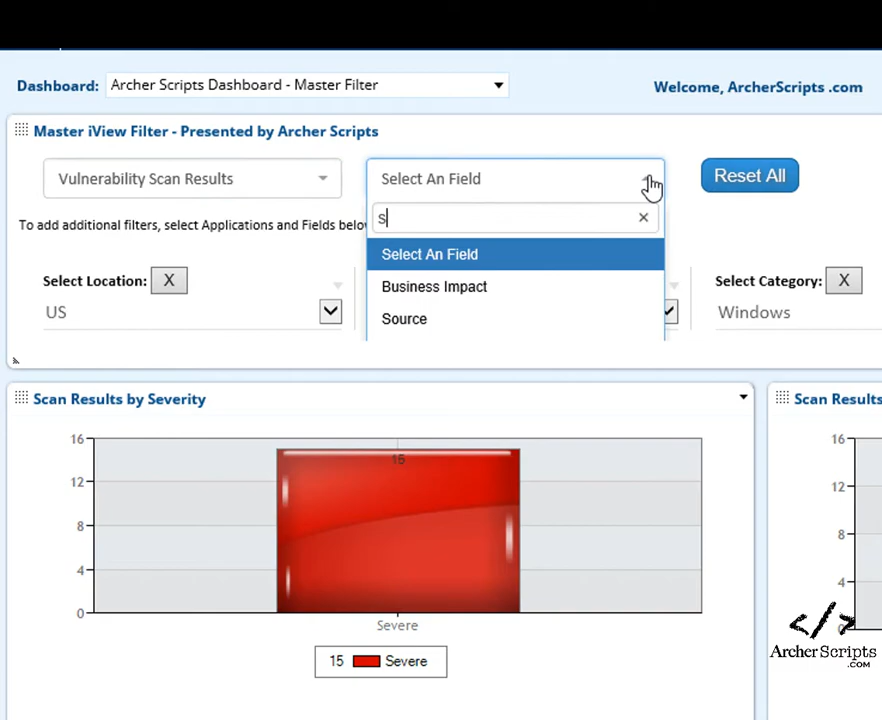 Dashboard: Archer Scripts Dashboard - Master Filter Welcome, ArcherScripts .com
Master iView Filter - Presented by Archer Scripts
Vulnerability Scan Results Select An Field Reset All
s ×
To add additional filters, select Applications and Fields
Select An Field
Select Location: X Business Impact Select Category: X
US Source Windows
Scan Results by Severity Scan Results
16 15 16
12 12
8 8
4 4
0
Severe
15 Severe
</> ArcherScripts
.COM